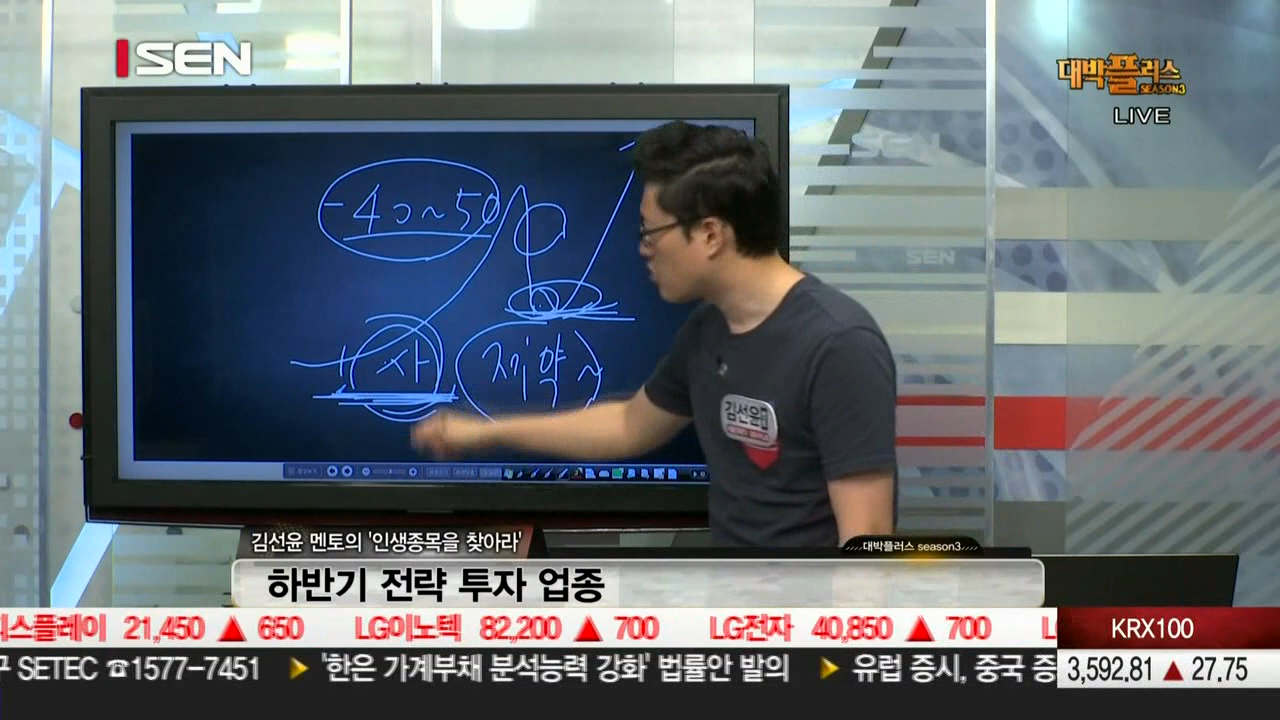 SEN
대박플러스
SEASON3
LIVE
SEN
SEN
-40~50
자
제약
김선윤
김선윤 멘토의 '인생종목을 찾아라'
대박플러스 season3
하반기 전략 투자 업종
스플레이 21,450 ▲ 650 LG이노텍 82,200 ▲ 700 LG전자 40,850 ▲ 700
KRX100
SETEC ☎1577-7451 ▶ '한은 가계부채 분석능력 강화' 법률안 발의 ▶ 유럽 증시, 중국 증
3,592.81 ▲ 27.75